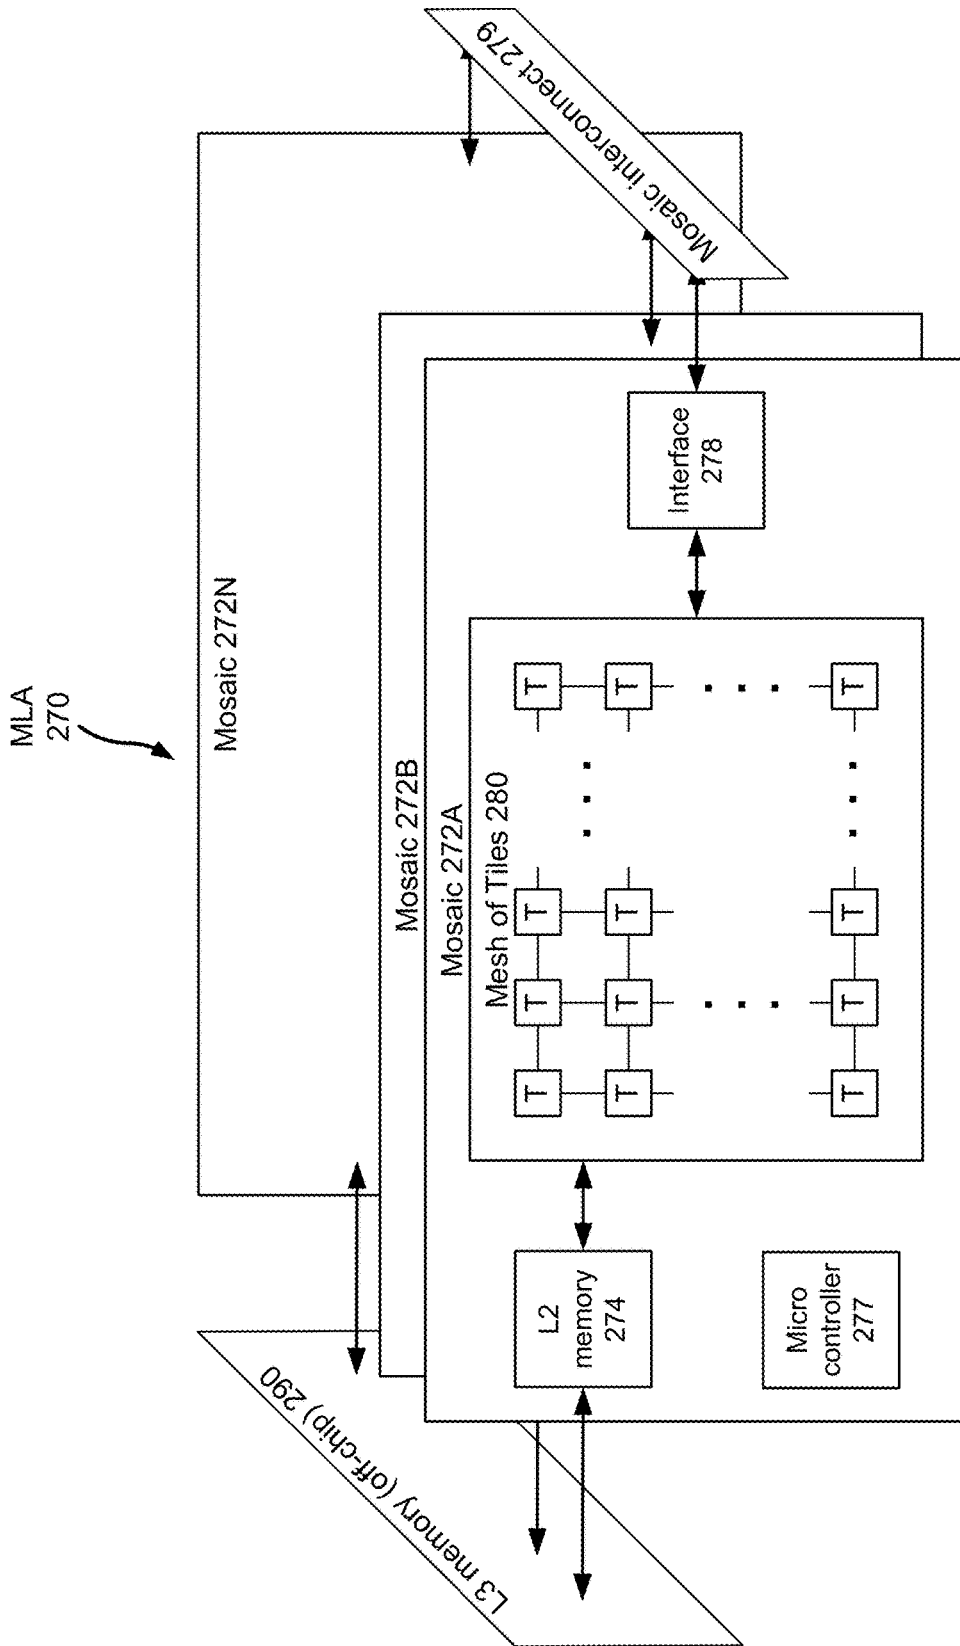 MLA
270
Mosaic 272N
Mosaic 272B
Mosaic 272A
Mesh of Tiles 280
T T T T
T T T T
T T T T
L3 memory (off-chip) 290
L2
memory
274
Micro
controller
277
Interface
278
Mosaic interconnect 279